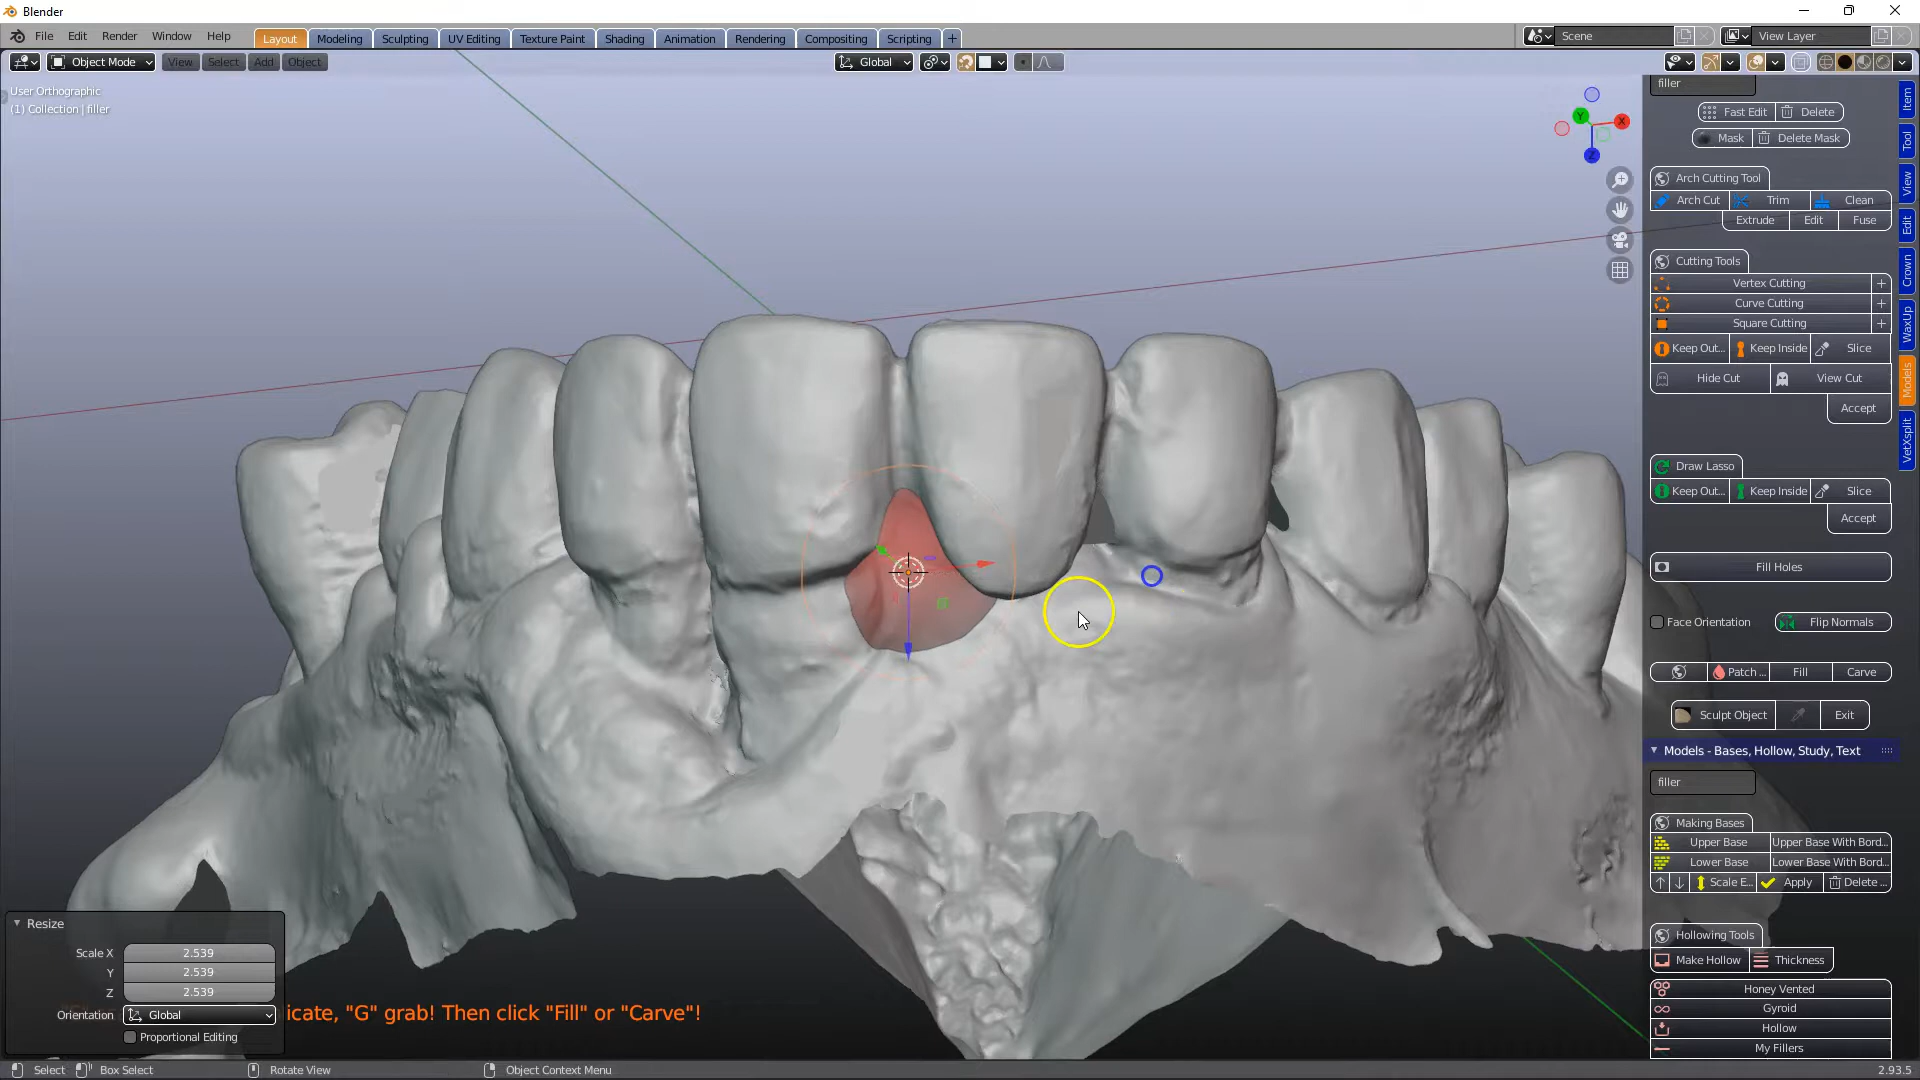 Blender
File Edit Render Window Help
Layout Modeling Sculpting UV Editing Texture Paint Shading Animation Rendering Compositing Scripting +
Scene
View Layer
Object Mode View Select Add Object
Global
User Orthographic
(1) Collection | filler
X
Y
Z
filler
Fast Edit Delete
Mask Delete Mask
Arch Cutting Tool
Arch Cut Trim Clean
Extrude Edit Fuse
Cutting Tools
Vertex Cutting +
Curve Cutting +
Square Cutting +
Keep Out... Keep Inside Slice
Hide Cut View Cut
Accept
Draw Lasso
Keep Out... Keep Inside Slice
Accept
Fill Holes
Face Orientation Flip Normals
Patch ... Fill Carve
Sculpt Object Exit
Models - Bases, Hollow, Study, Text
filler
Making Bases
Upper Base Upper Base With Bord...
Lower Base Lower Base With Bord...
Scale E... Apply Delete ...
Hollowing Tools
Make Hollow Thickness
Honey Vented
Gyroid
Hollow
My Fillers
Item
Tool
View
Edit
Crown
WaxUp
Models
VetXsplit
Resize
Scale X 2.539
Y 2.539
Z 2.539
Orientation Global
Proportional Editing
icate, "G" grab! Then click "Fill" or "Carve"!
Select Box Select Rotate View Object Context Menu 2.93.5